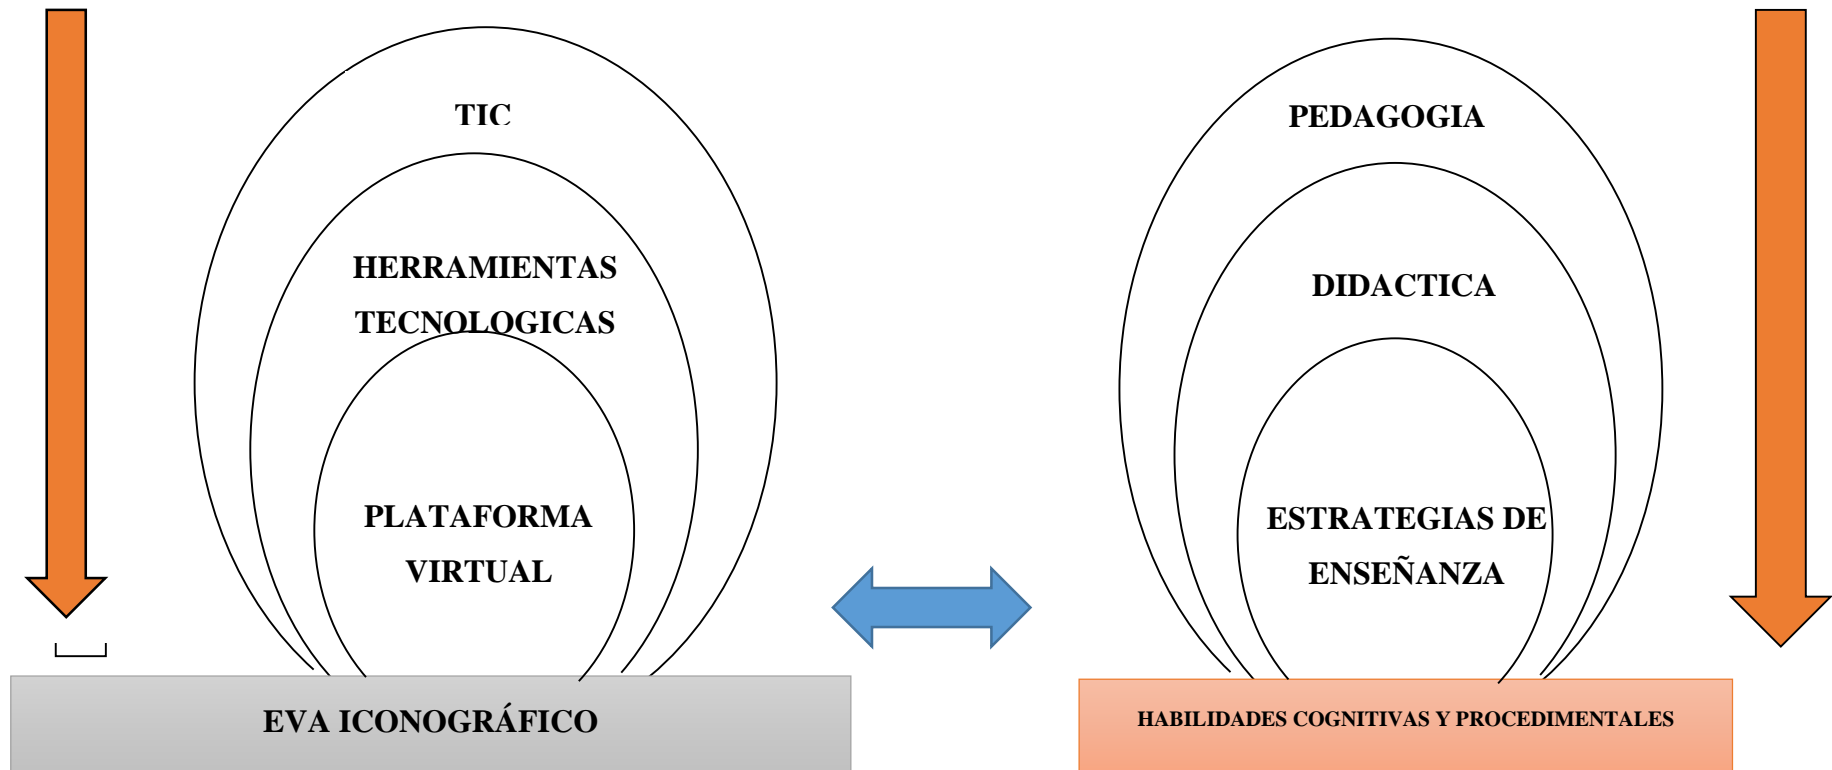 TIC
HERRAMIENTAS
TECNOLOGICAS
PLATAFORMA
VIRTUAL
EVA ICONOGRÁFICO
PEDAGOGIA
DIDACTICA
ESTRATEGIAS DE
ENSEÑANZA
HABILIDADES COGNITIVAS Y PROCEDIMENTALES